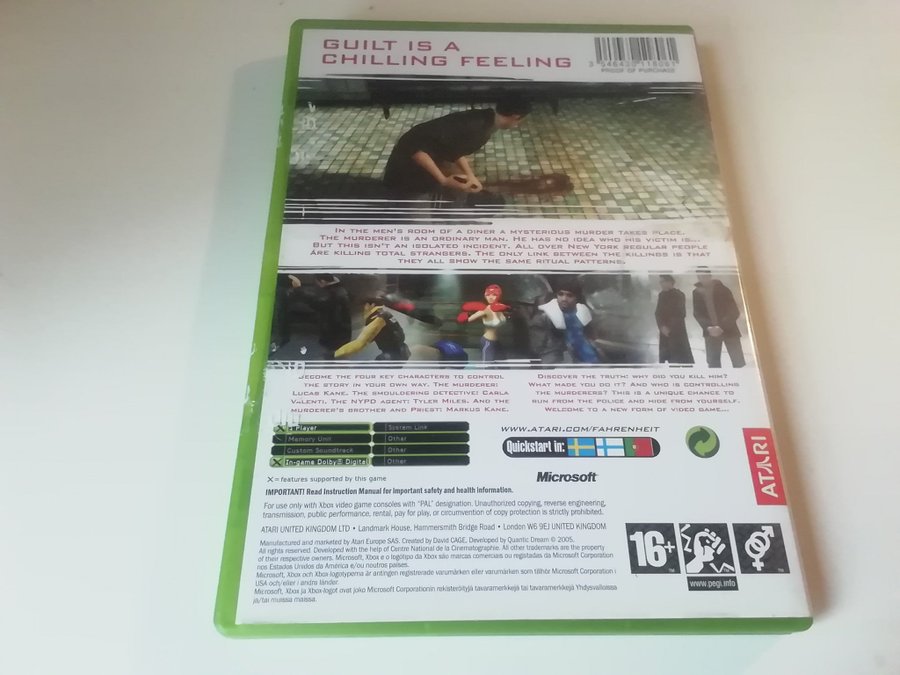 GUILT IS A
CHILLING FEELING
PROOF OF PURCHASE
IN THE MEN'S ROOM OF A DINER A MYSTERIOUS MURDER TAKES PLACE.
THE MURDERER IS AN ORDINARY MAN. HE HAS NO IDEA WHO HIS VICTIM IS...
BUT THIS ISN'T AN ISOLATED INCIDENT. ALL OVER NEW YORK REGULAR PEOPLE
ARE KILLING TOTAL STRANGERS. THE ONLY LINK BETWEEN THE KILLINGS IS THAT
THEY ALL SHOW THE SAME RITUAL PATTERNS.
BECOME THE FOUR KEY CHARACTERS TO CONTROL
THE STORY IN YOUR OWN WAY. THE MURDERER:
LUCAS KANE. THE SMOULDERING DETECTIVE: CARLA
VALENTI. THE NYPD AGENT: TYLER MILES. AND THE
MURDERER'S BROTHER AND PRIEST: MARKUS KANE.
DISCOVER THE TRUTH: WHY DID YOU KILL HIM?
WHAT MADE YOU DO IT? AND WHO IS CONTROLLING
THE MURDERERS? THIS IS A UNIQUE CHANCE TO
RUN FROM THE POLICE AND HIDE FROM YOURSELF.
WELCOME TO A NEW FORM OF VIDEO GAME...
Player
System Link
Memory Unit
Other
Custom Soundtrack
Other
In-game Dolby® Digital
Other
X = features supported by this game
WWW.ATARI.COM/FAHRENHEIT
Quickstart in:
Microsoft®
ATARI
IMPORTANT! Read Instruction Manual for important safety and health information.
For use only with Xbox video game consoles with "PAL" designation. Unauthorized copying, reverse engineering,
transmission, public performance, rental, pay for play, or circumvention of copy protection is strictly prohibited.
ATARI UNITED KINGDOM LTD • Landmark House, Hammersmith Bridge Road • London W6 9EJ UNITED KINGDOM
Manufactured and marketed by Atari Europe SAS. Created by David CAGE, Developed by Quantic Dream © 2005.
All rights reserved. Developed with the help of Centre National de la Cinematographie. All other trademarks are the property
of their respective owners. Microsoft, Xbox e o logótipo da Xbox são marcas comerciais ou registadas da Microsoft Corporation
nos Estados Unidos da América e/ou noutros países.
Microsoft, Xbox och Xbox-logotyperna är antingen registrerade varumärken eller varumärken som tillhör Microsoft Corporation i
USA och/eller i andra länder.
Microsoft, Xbox ja Xbox-logot ovat joko Microsoft Corporationin rekisteröityjä tavaramerkkejä tai tavaramerkkejä Yhdysvalloissa
ja/tai muissa maissa.
16+
www.pegi.info